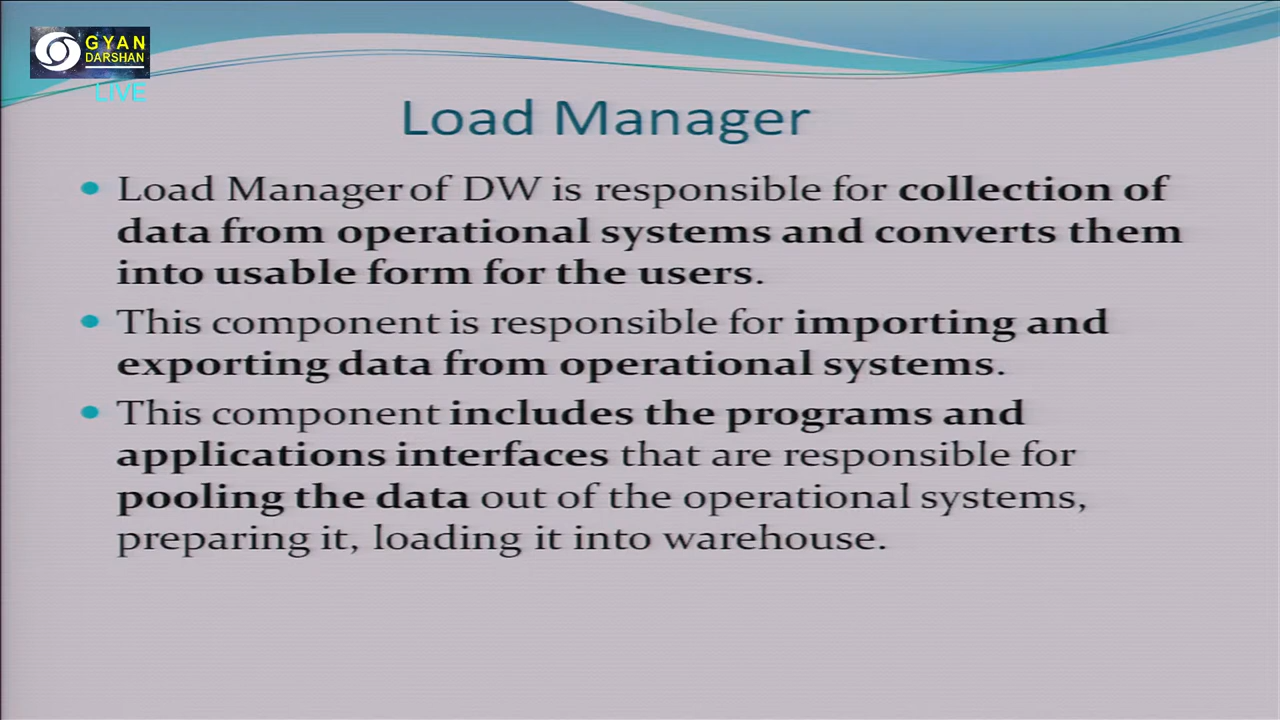 GYAN
DARSHAN
LIVE
Load Manager
Load Manager of DW is responsible for collection of
data from operational systems and converts them
into usable form for the users.
This component is responsible for importing and
exporting data from operational systems.
This component includes the programs and
applications interfaces that are responsible for
pooling the data out of the operational systems,
preparing it, loading it into warehouse.